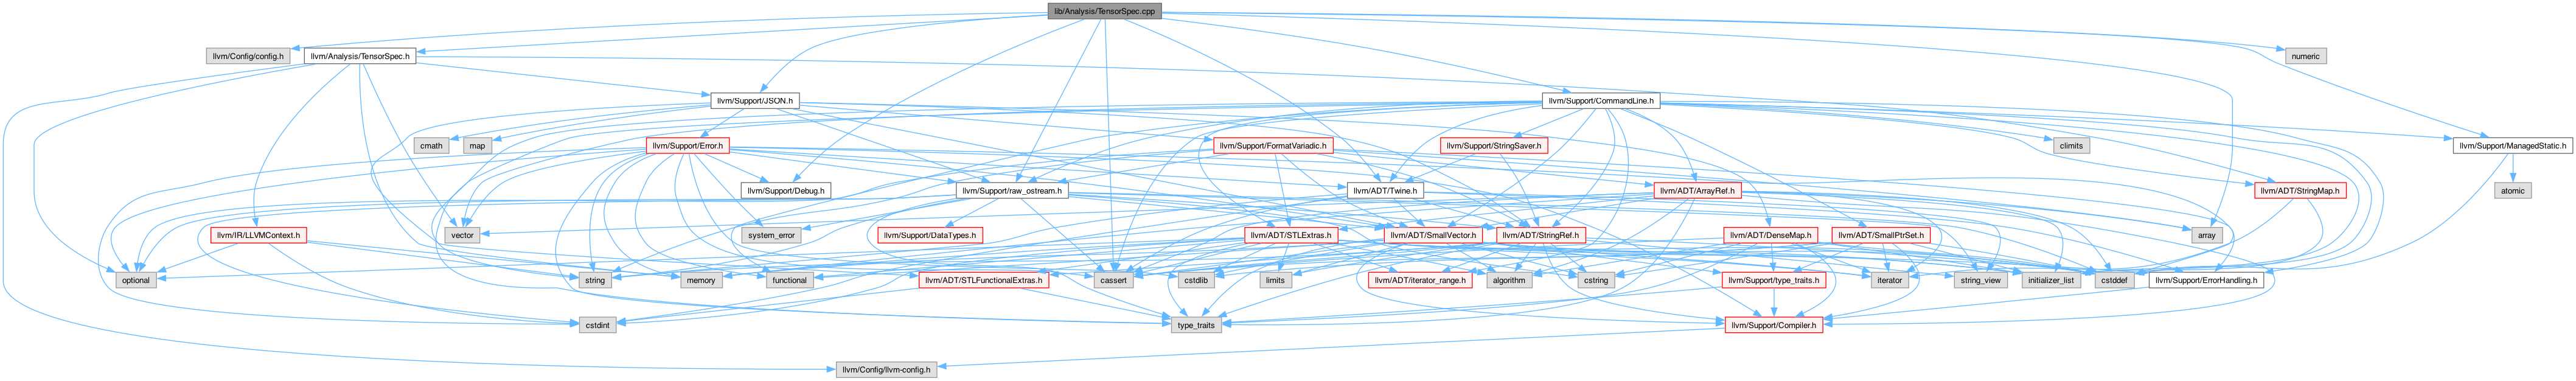 lib/Analysis/TensorSpec.cpp
llvm/Config/config.h
llvm/Analysis/TensorSpec.h
numeric
llvm/Support/JSON.h
llvm/Support/CommandLine.h
cmath
map
llvm/Support/Error.h
llvm/Support/FormatVariadic.h
llvm/Support/StringSaver.h
climits
llvm/Support/ManagedStatic.h
llvm/Support/Debug.h
llvm/Support/raw_ostream.h
llvm/ADT/Twine.h
llvm/ADT/ArrayRef.h
llvm/ADT/StringMap.h
atomic
llvm/IR/LLVMContext.h
vector
system_error
llvm/Support/DataTypes.h
llvm/ADT/STLExtras.h
llvm/ADT/SmallVector.h
llvm/ADT/StringRef.h
llvm/ADT/DenseMap.h
llvm/ADT/SmallPtrSet.h
array
optional
string
memory
functional
llvm/ADT/STLFunctionalExtras.h
cassert
cstdlib
limits
llvm/ADT/iterator_range.h
algorithm
cstring
llvm/Support/type_traits.h
iterator
string_view
initializer_list
cstddef
llvm/Support/ErrorHandling.h
cstdint
type_traits
llvm/Support/Compiler.h
llvm/Config/llvm-config.h